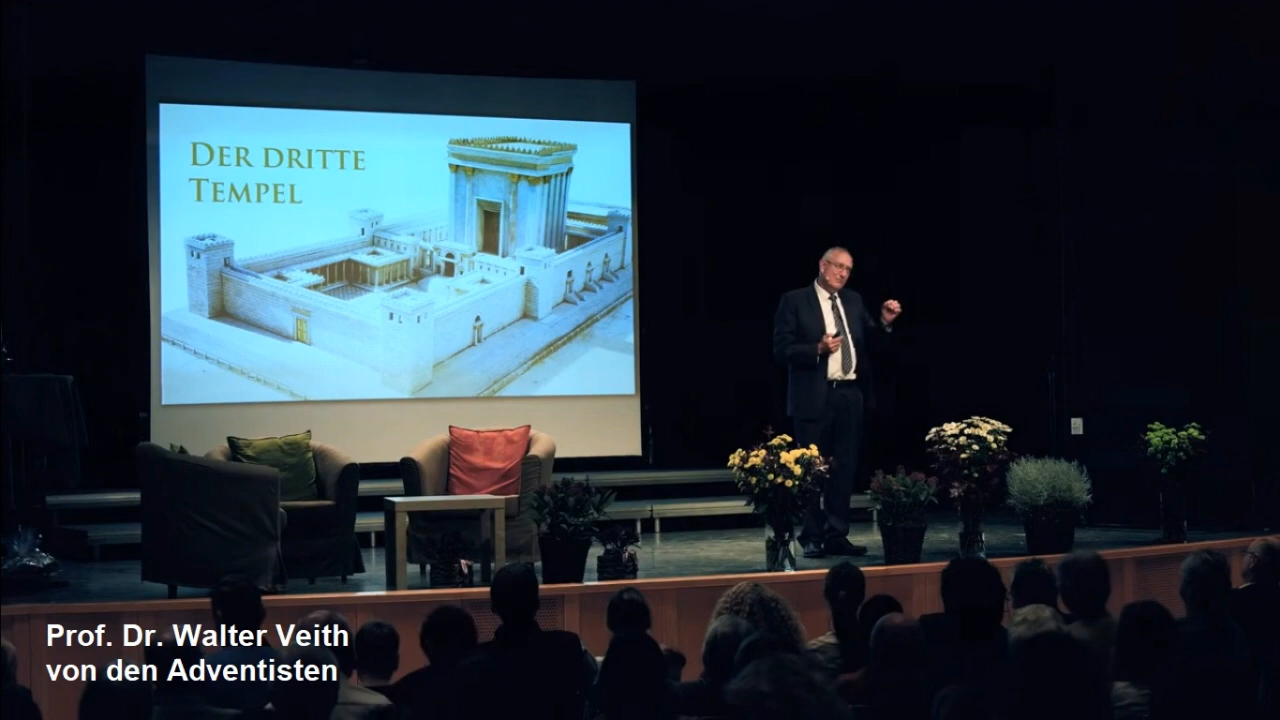 DER DRITTE
TEMPEL
Prof. Dr. Walter Veith
von den Adventisten